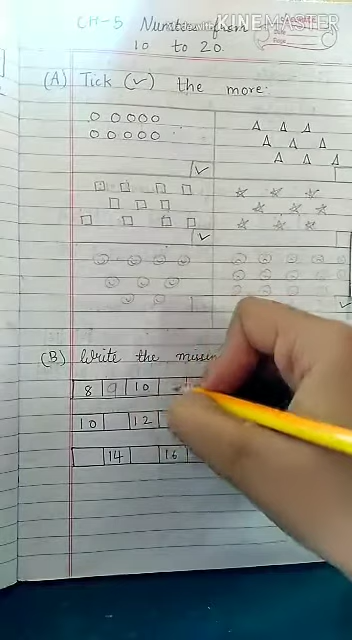 CH-5 Numbers from
10 to 20.
KINEMASTER
(A) Tick (✓) the more.
(B) Write the
8 9 10
10 12
14 16